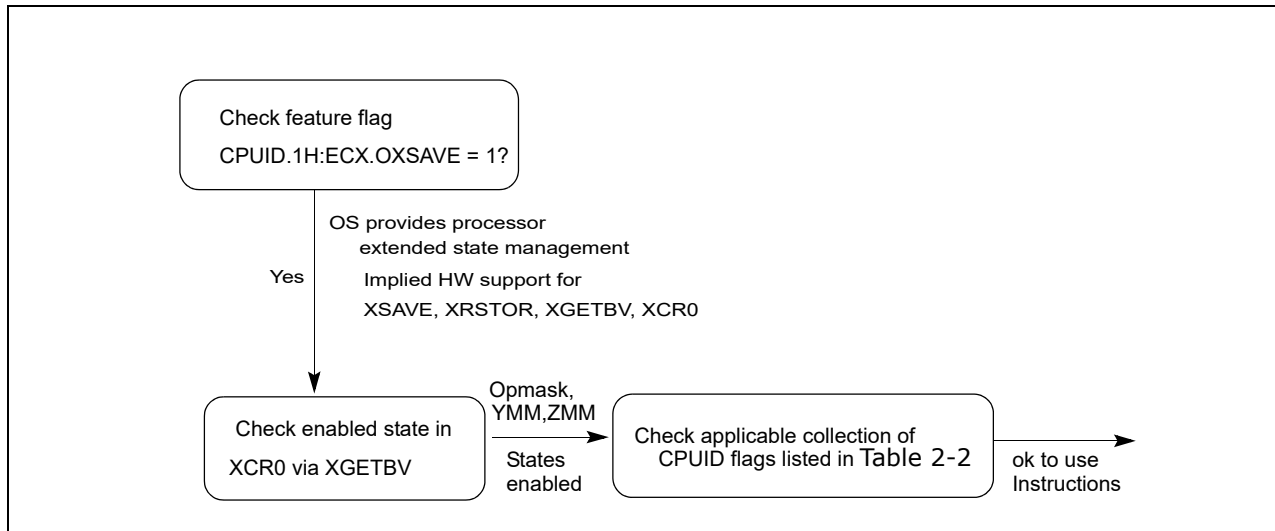 Check feature flag
CPUID.1H:ECX.OXSAVE = 1?
OS provides processor
extended state management
Yes
Implied HW support for
XSAVE, XRSTOR, XGETBV, XCR0
Check enabled state in
XCR0 via XGETBV
Opmask,
YMM,ZMM
States
enabled
Check applicable collection of
CPUID flags listed in Table 2-2
ok to use
Instructions